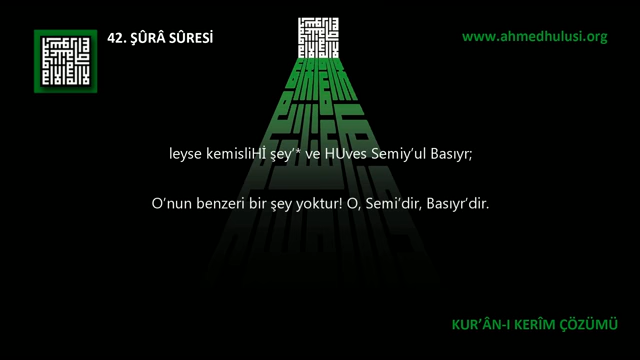 42. ŞÛRÂ SÛRESİ
www.ahmedhulusi.org
leyse kemisliHİ şey’* ve HUves Semiy’ul Basıyr;
O’nun benzeri bir şey yoktur! O, Semi’dir, Basıyr’dir.
KUR’ÂN-I KERÎM ÇÖZÜMÜ